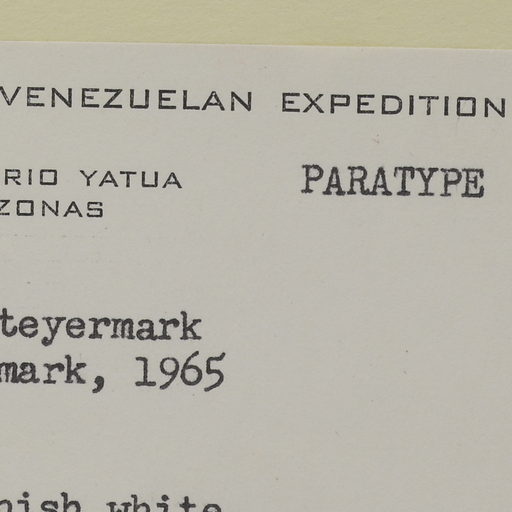 VENEZUELAN EXPEDITION
RIO YATUA
PARATYPE
ZONAS
teyermark
mark, 1965
nish white